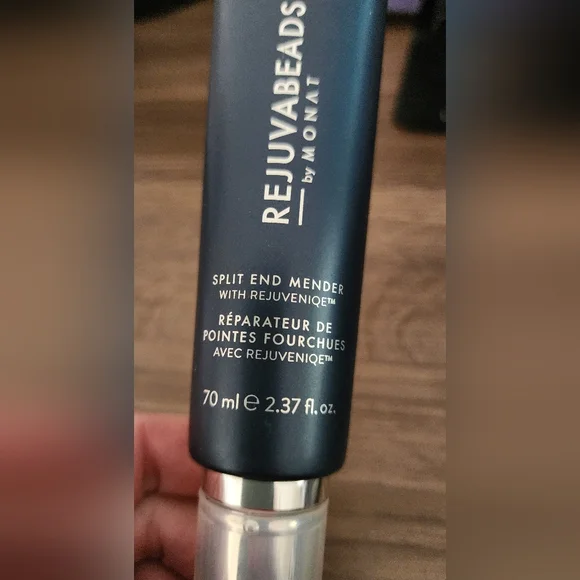 REJUVABEADS
by MONAT
SPLIT END MENDER
WITH REJUVENIQE™
RÉPARATEUR DE
POINTES FOURCHUES
AVEC REJUVENIQE™
70 ml ℮ 2.37 fl. oz.